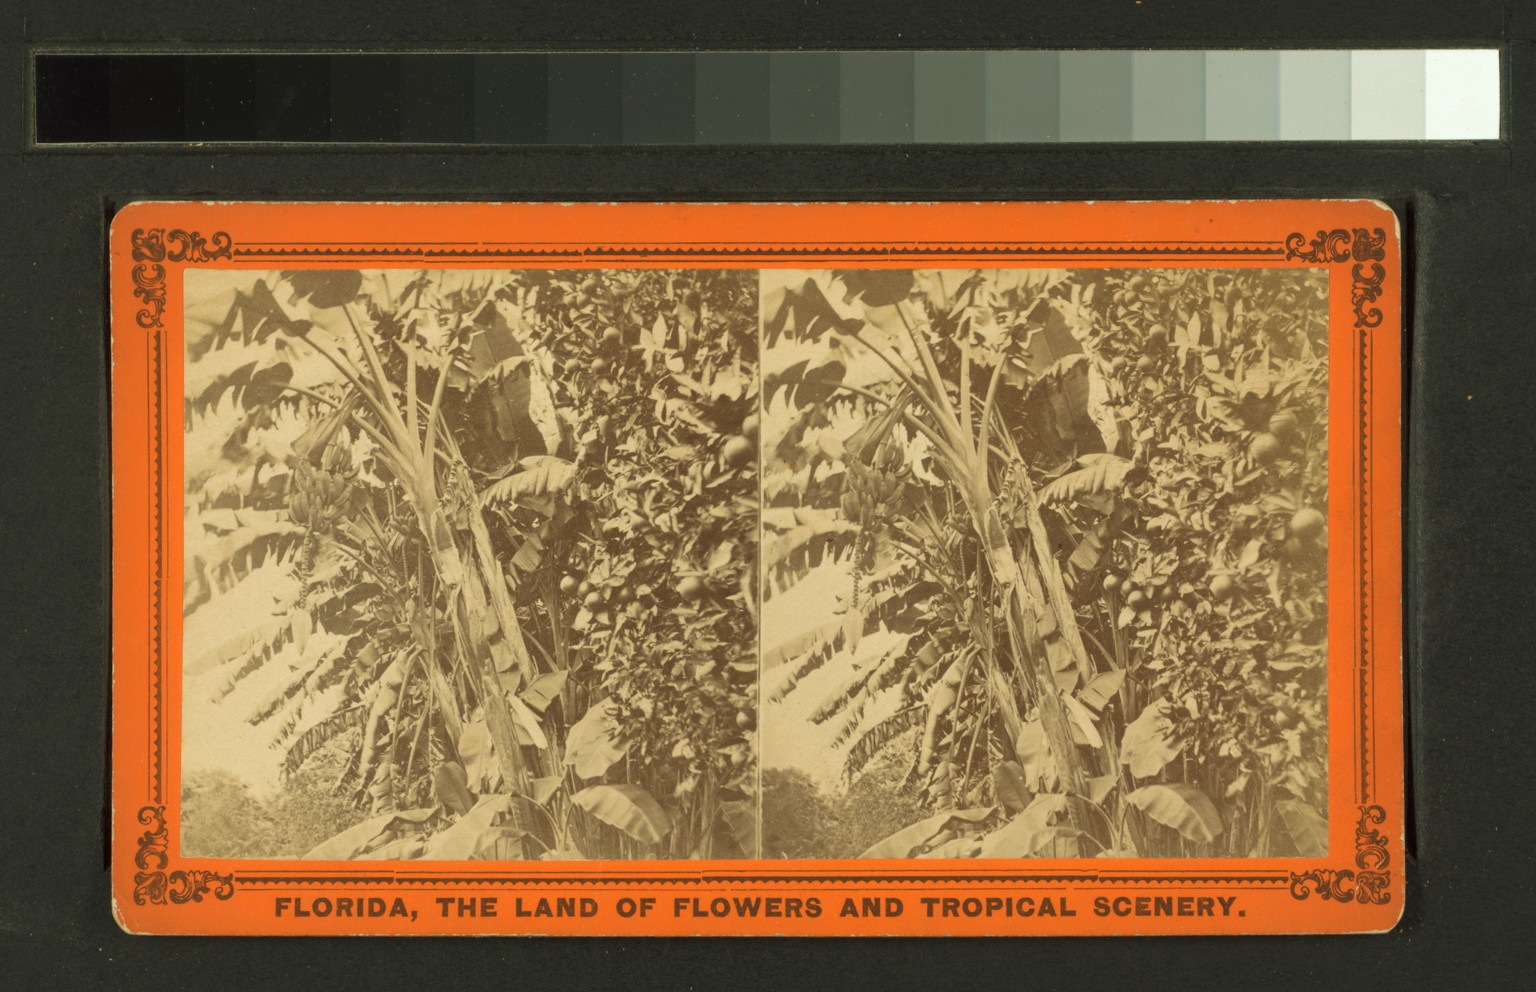 FLORIDA, THE LAND OF FLOWERS AND TROPICAL SCENERY.